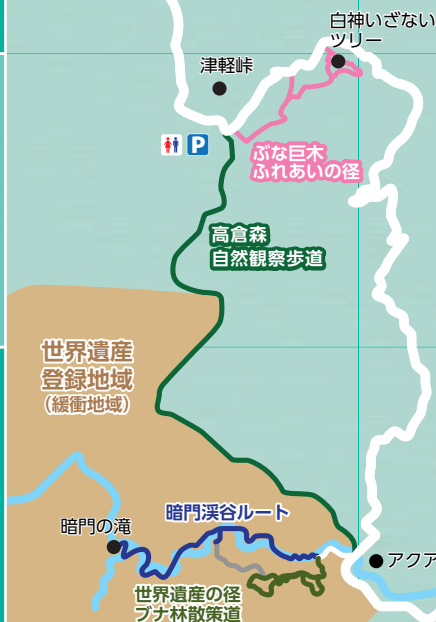 白神いざない
ツリー
津軽峠
P
ぶな巨木
ふれあいの径
高倉森
自然観察歩道
世界遺産
登録地域
(緩衝地域)
暗門渓谷ルート
暗門の滝
アクア
世界遺産の径
ブナ林散策道